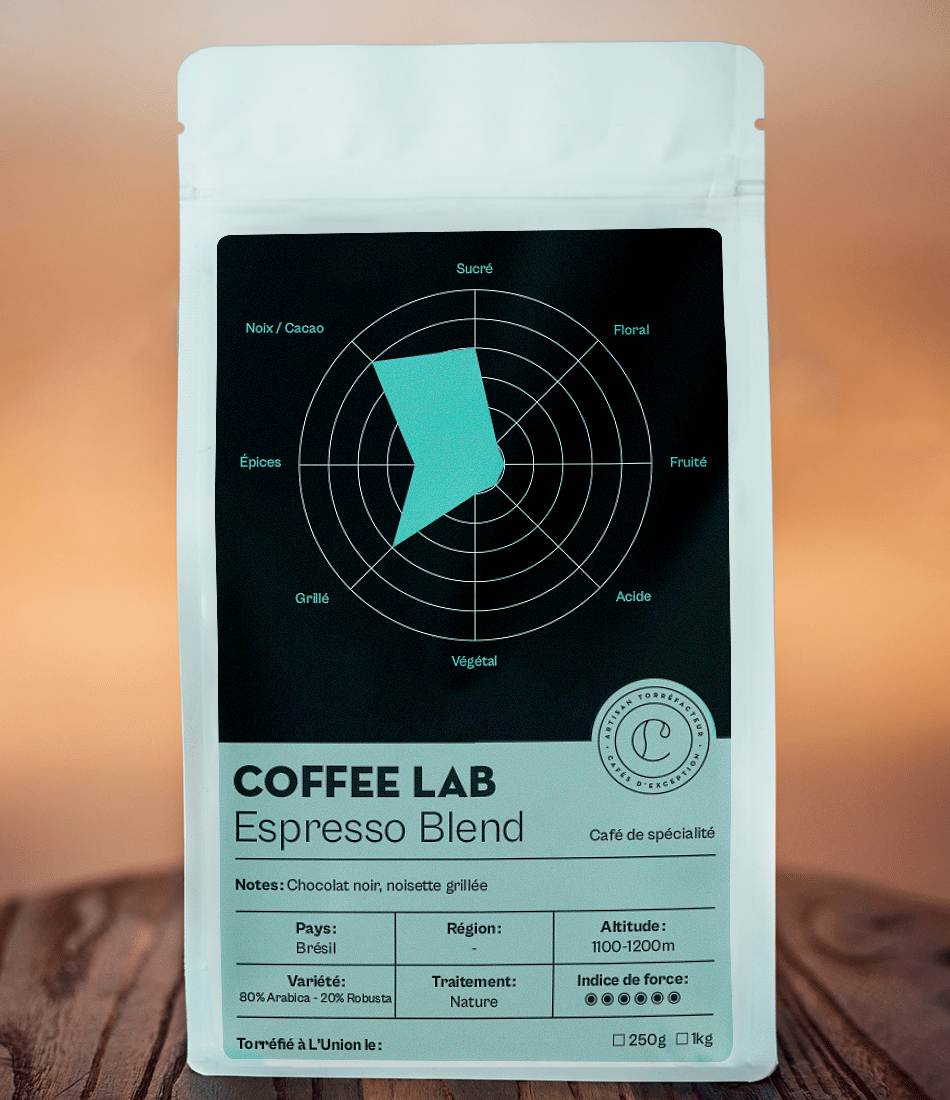 Sucré
Noix / Cacao
Floral
Épices
Fruité
Grillé
Acide
Végétal
ARTISAN TORRÉFACTEUR
CAFÉS D'EXCEPTION
COFFEE LAB
Espresso Blend
Café de spécialité
Notes: Chocolat noir, noisette grillée
Pays:
Brésil
Région:
-
Altitude:
1100-1200m
Variété:
80% Arabica - 20% Robusta
Traitement:
Nature
Indice de force:
Torréfié à L'Union le:
250g 1kg